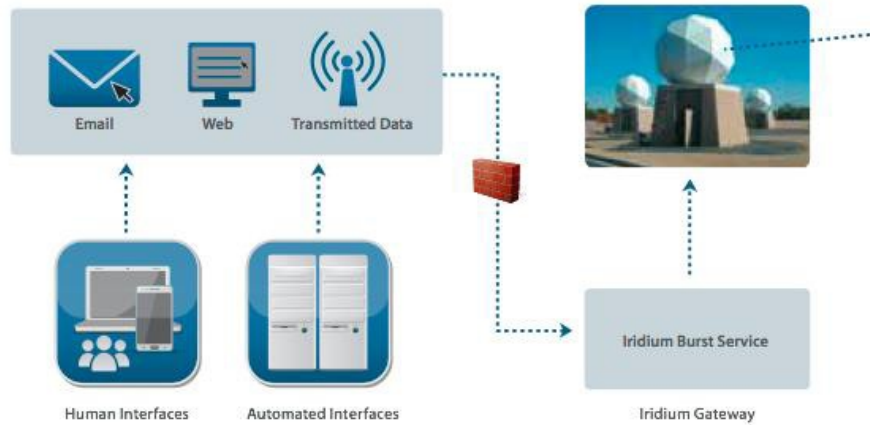 Email
Web
Transmitted Data
Iridium Burst Service
Human Interfaces
Automated Interfaces
Iridium Gateway